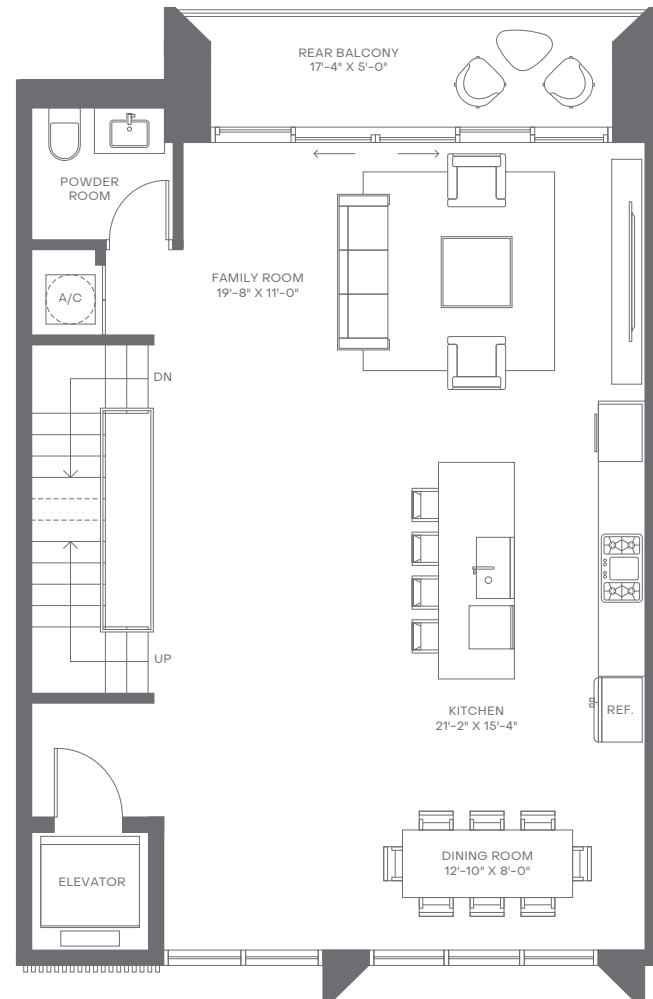 REAR BALCONY
17'-4" X 5'-0"
POWDER
ROOM
FAMILY ROOM
19'-8" X 11'-0"
A/C
DN
UP
KITCHEN
21'-2" X 15'-4"
REF.
DINING ROOM
12'-10" X 8'-0"
ELEVATOR